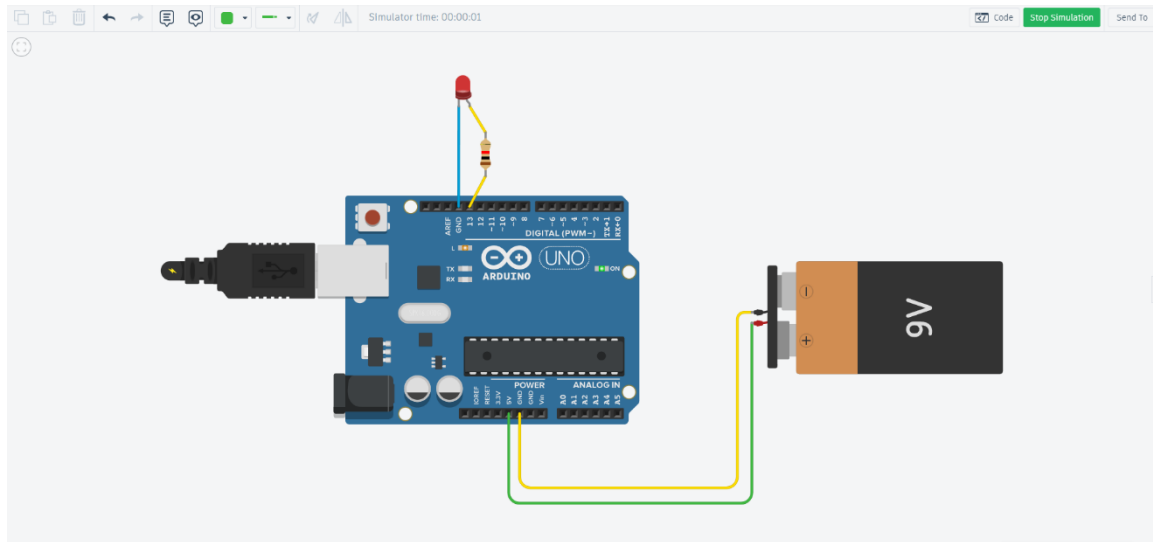 Simulator time: 00:00:01
Code
Stop Simulation
Send To
AREF
GND
13
12
~11
~10
~9
8
7
~6
~5
4
~3
2
TX→1
RX←0
DIGITAL (PWM~)
L
TX
RX
ARDUINO
UNO
ON
POWER
ANALOG IN
IOREF
RESET
3.3V
5V
GND
GND
Vin
A0
A1
A2
A3
A4
A5
9V